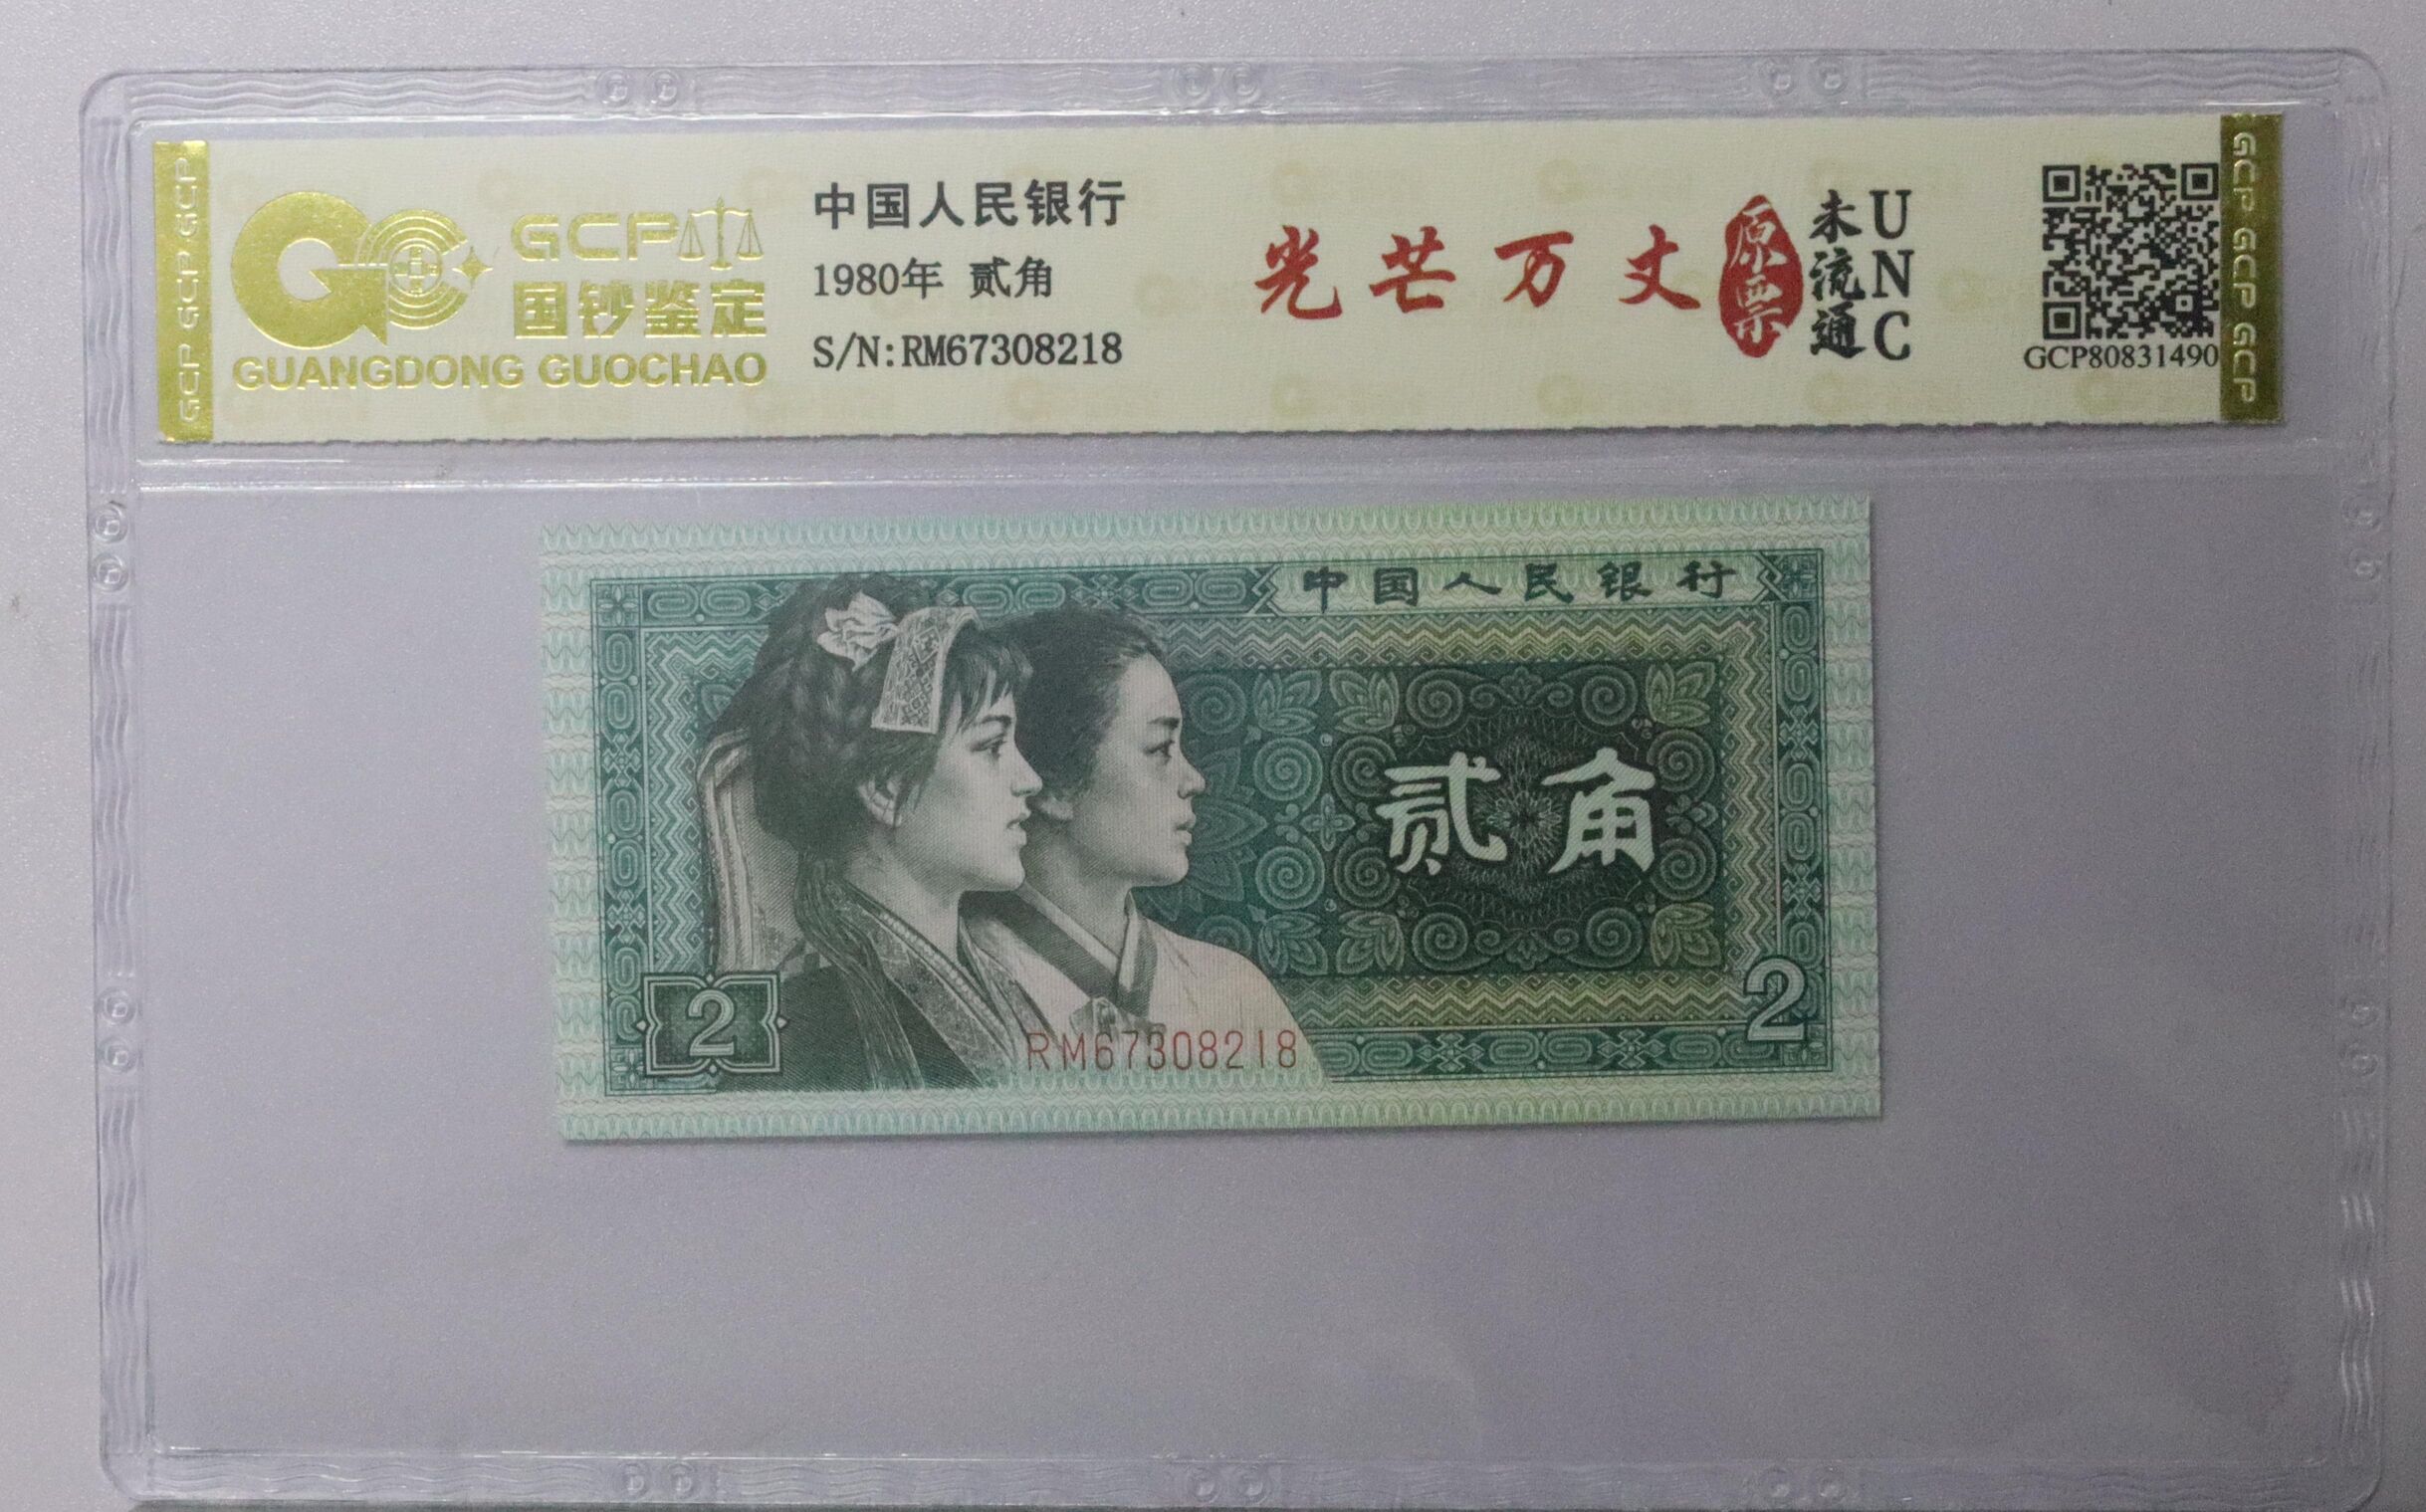 GCP GCP GCP
GCP
国钞鉴定
GUANGDONG GUOCHAO
中国人民银行
1980年 贰角
S/N:RM67308218
光芒万丈
原票
未流通
UNC
GCP80831490
GCP GCP GCP
中国人民银行
贰角
2
2
RM67308218